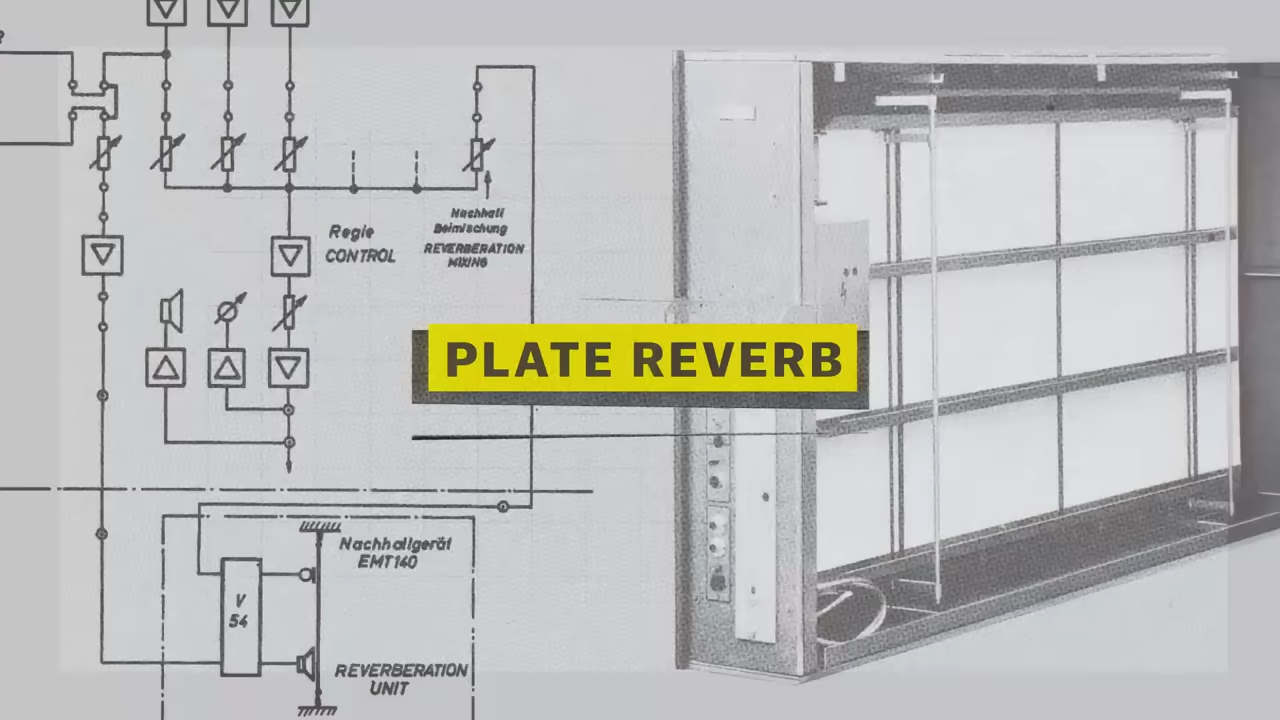 Regie
CONTROL
Nachhall
Beimischung
REVERBERATION
MIXING
PLATE REVERB
Nachhallgerät
EMT140
V
54
REVERBERATION
UNIT